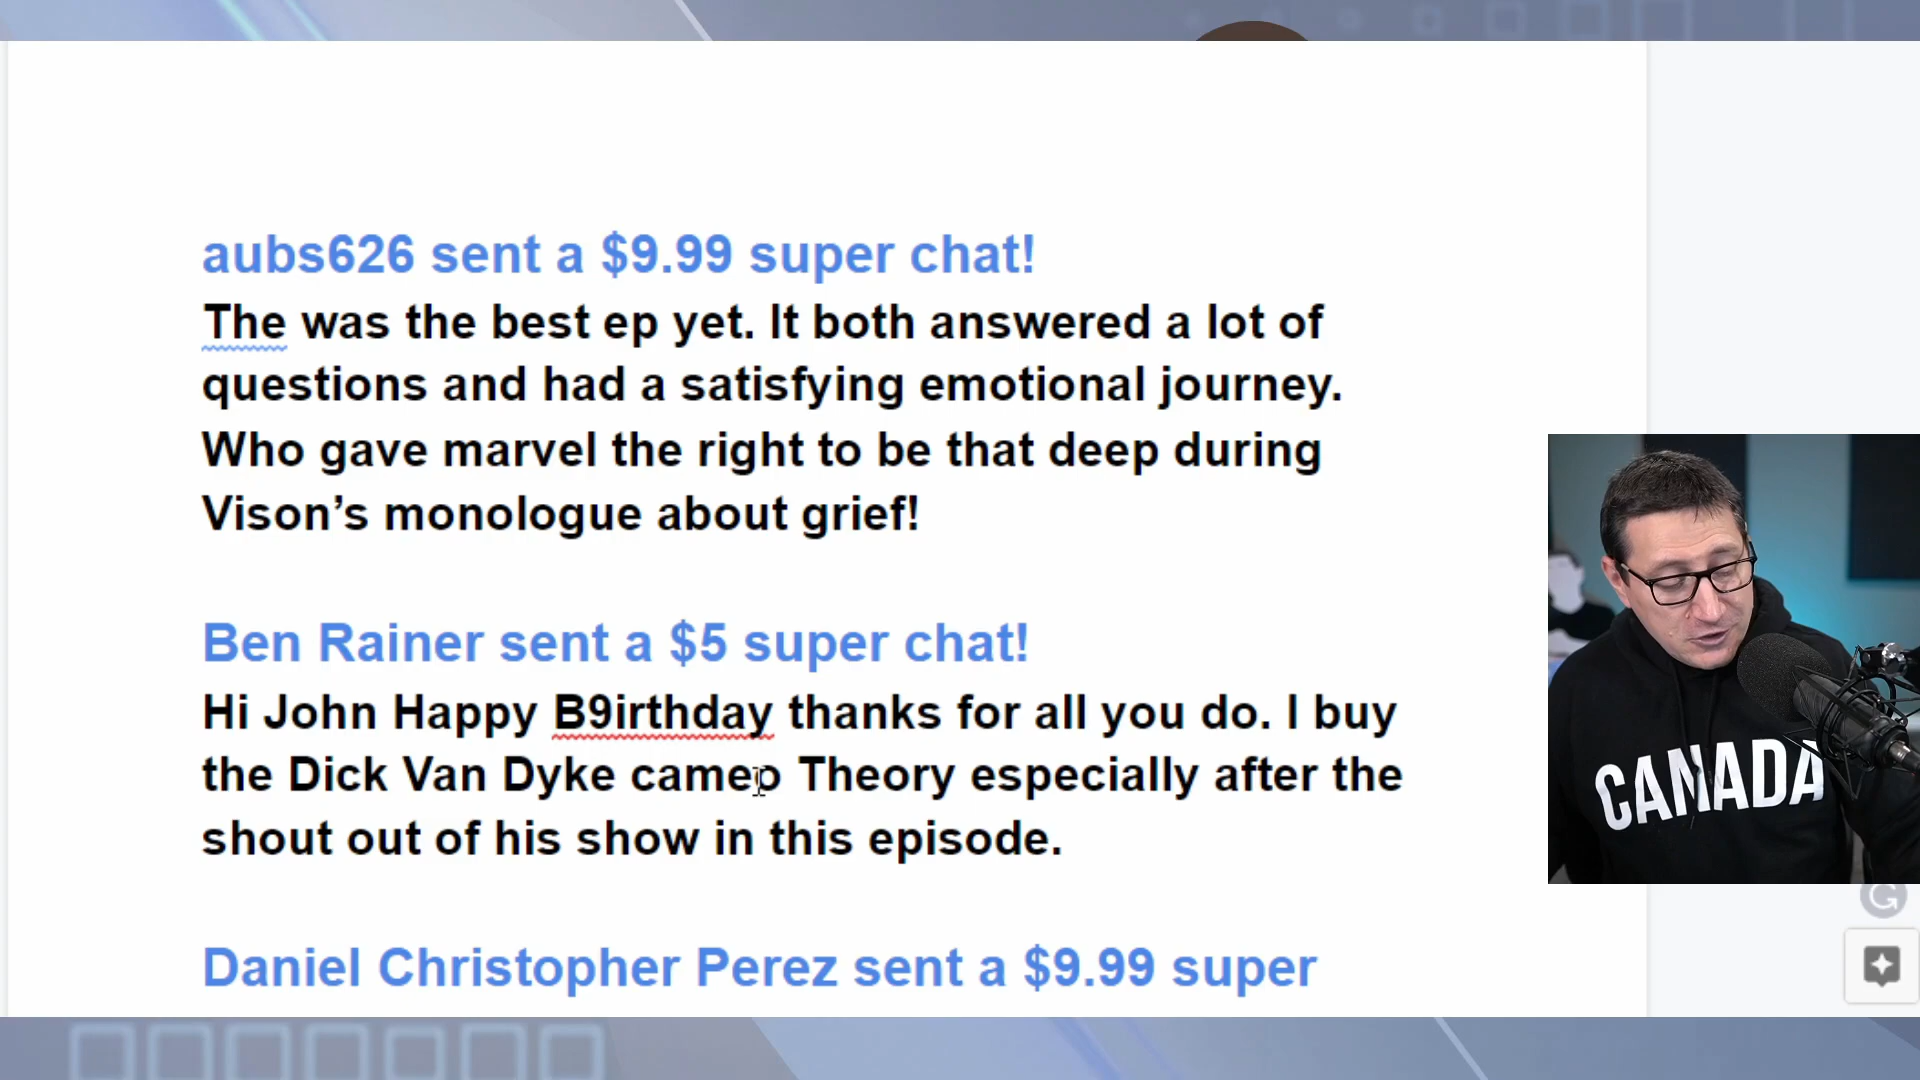 aubs626 sent a $9.99 super chat!
The was the best ep yet. It both answered a lot of
questions and had a satisfying emotional journey.
Who gave marvel the right to be that deep during
Vison’s monologue about grief!
Ben Rainer sent a $5 super chat!
Hi John Happy B9irthday thanks for all you do. I buy
the Dick Van Dyke cameo Theory especially after the
shout out of his show in this episode.
Daniel Christopher Perez sent a $9.99 super
CANADA